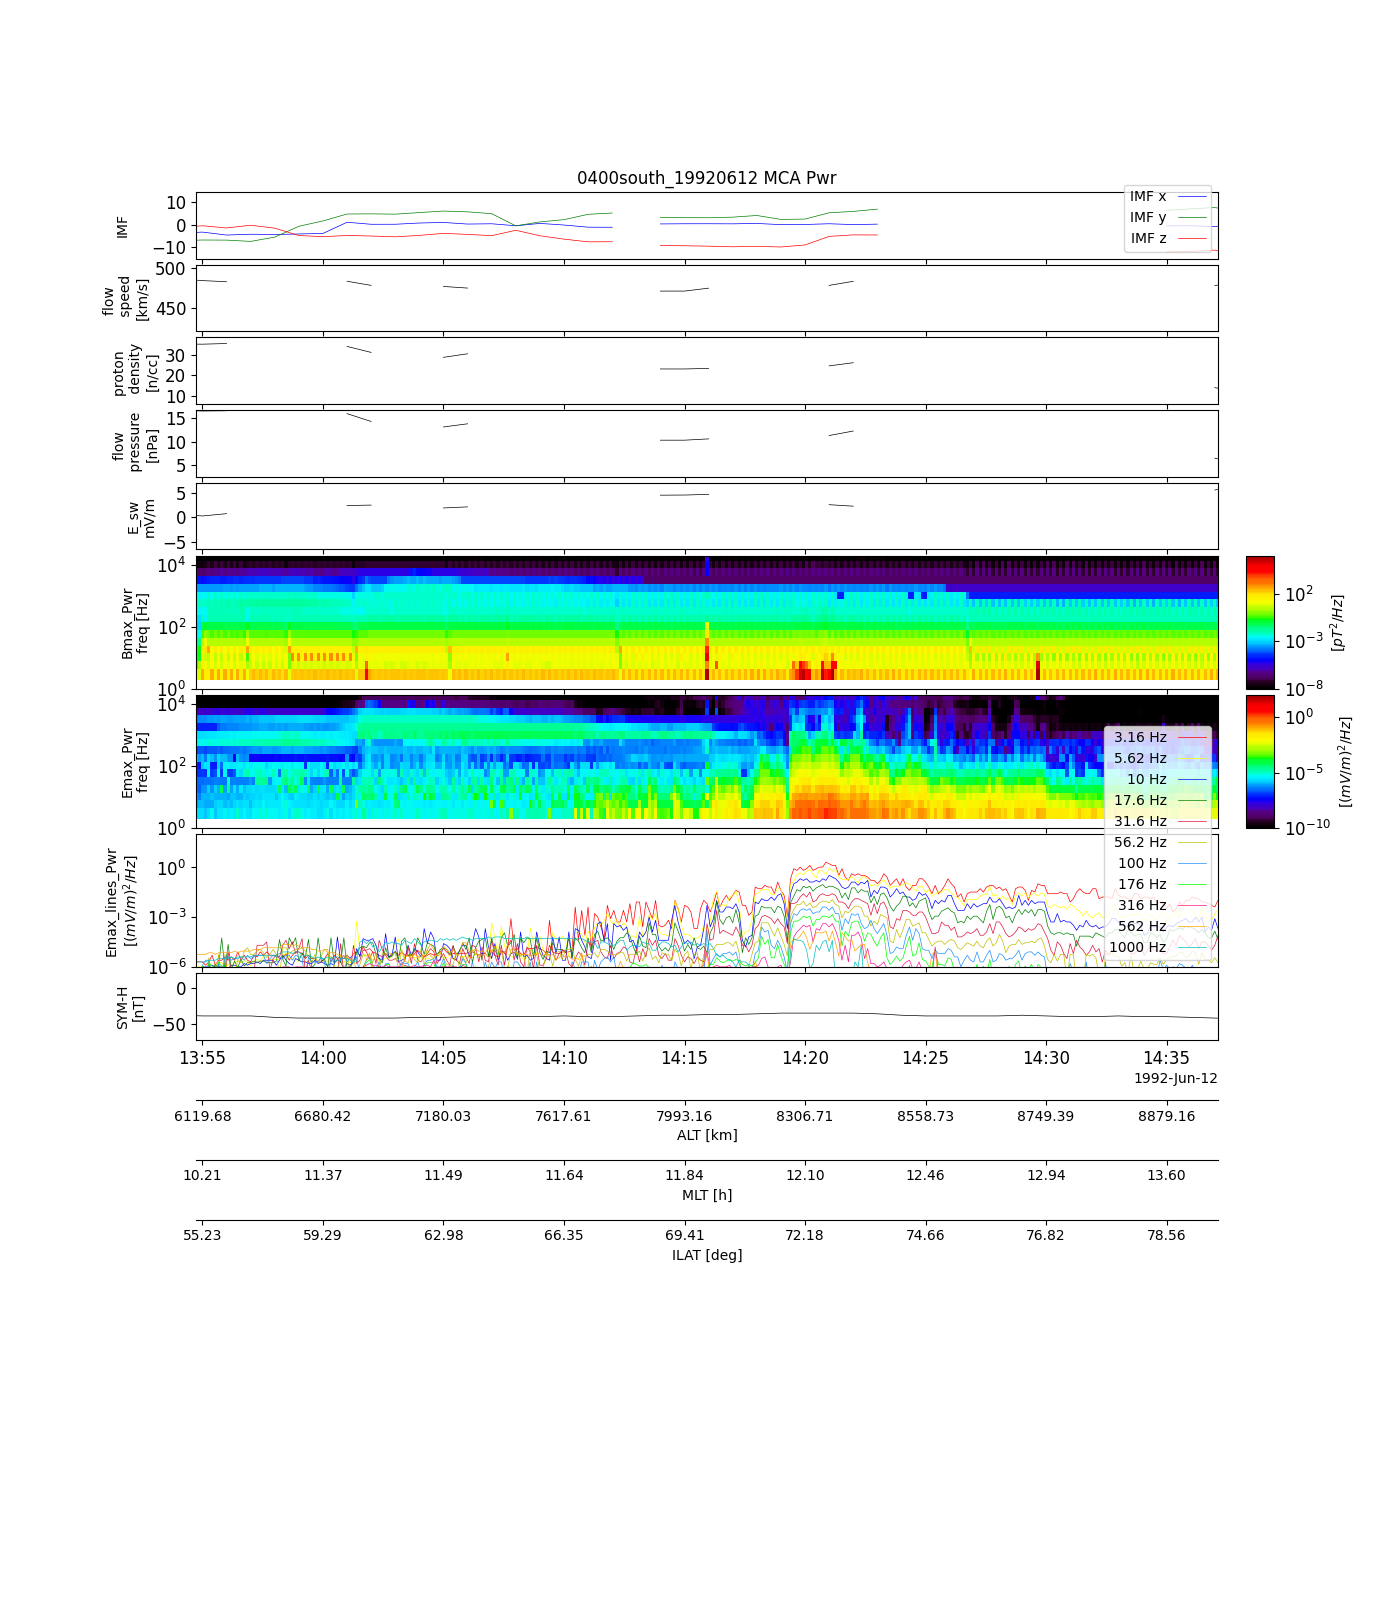 0400south_19920612 MCA Pwr
10
0
−10
IMF
IMF x
IMF y
IMF z
500
450
flow
speed
[km/s]
30
20
10
proton
density
[n/cc]
15
10
5
flow
pressure
[nPa]
5
0
−5
E_sw
mV/m
10^4
10^2
10^0
Bmax_Pwr
freq [Hz]
10^2
10^−3
10^−8
[pT^2/Hz]
10^4
10^2
10^0
Emax_Pwr
freq [Hz]
10^0
10^−5
10^−10
[(mV/m)^2/Hz]
3.16 Hz
5.62 Hz
10 Hz
17.6 Hz
31.6 Hz
56.2 Hz
100 Hz
176 Hz
316 Hz
562 Hz
1000 Hz
10^0
10^−3
10^−6
Emax_lines_Pwr
[(mV/m)^2/Hz]
0
−50
SYM-H
[nT]
13:55 14:00 14:05 14:10 14:15 14:20 14:25 14:30 14:35
1992-Jun-12
6119.68 6680.42 7180.03 7617.61 7993.16 8306.71 8558.73 8749.39 8879.16
ALT [km]
10.21 11.37 11.49 11.64 11.84 12.10 12.46 12.94 13.60
MLT [h]
55.23 59.29 62.98 66.35 69.41 72.18 74.66 76.82 78.56
ILAT [deg]